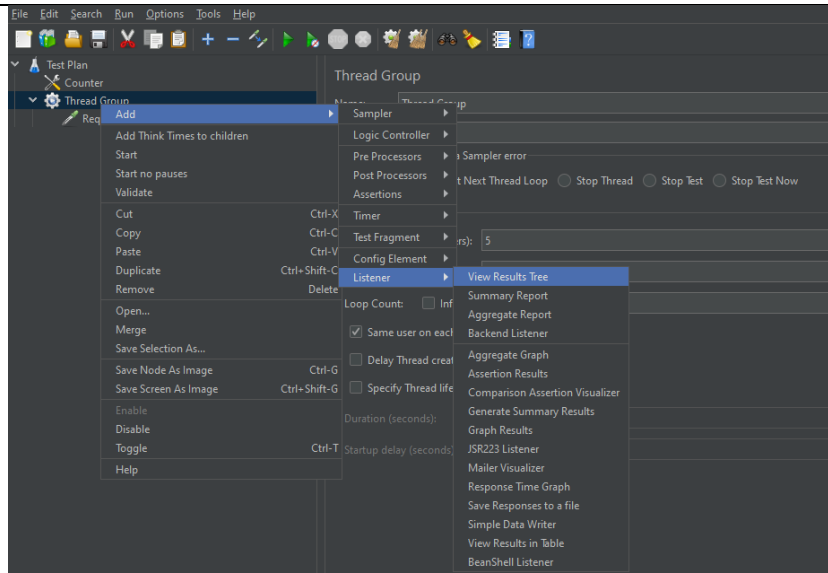 File Edit Search Run Options Tools Help
Test Plan
Counter
Thread Group
Req
Thread Group
Name: Thread Group
a Sampler error
t Next Thread Loop Stop Thread Stop Test Stop Test Now
ers): 5
Loop Count: Inf
Same user on each
Delay Thread creat
Specify Thread life
Duration (seconds):
Startup delay (seconds)
Add
Add Think Times to children
Start
Start no pauses
Validate
Cut Ctrl-X
Copy Ctrl-C
Paste Ctrl-V
Duplicate Ctrl+Shift-C
Remove Delete
Open...
Merge
Save Selection As...
Save Node As Image Ctrl-G
Save Screen As Image Ctrl+Shift-G
Enable
Disable
Toggle Ctrl-T
Help
Sampler
Logic Controller
Pre Processors
Post Processors
Assertions
Timer
Test Fragment
Config Element
Listener
View Results Tree
Summary Report
Aggregate Report
Backend Listener
Aggregate Graph
Assertion Results
Comparison Assertion Visualizer
Generate Summary Results
Graph Results
JSR223 Listener
Mailer Visualizer
Response Time Graph
Save Responses to a file
Simple Data Writer
View Results in Table
BeanShell Listener